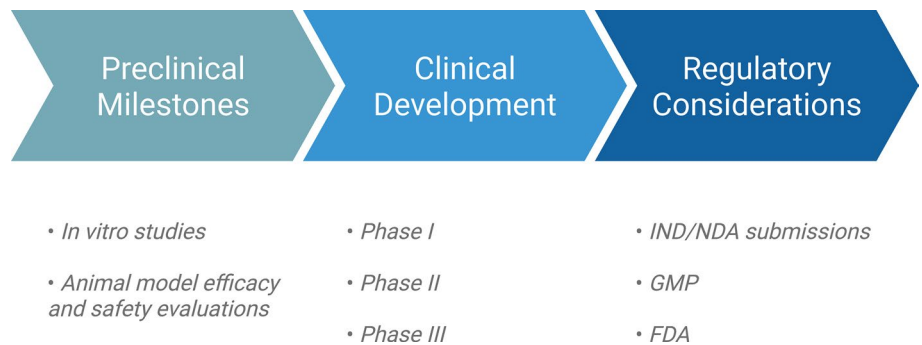 Preclinical
Milestones
Clinical
Development
Regulatory
Considerations
• In vitro studies
• Animal model efficacy
and safety evaluations
• Phase I
• Phase II
• Phase III
• IND/NDA submissions
• GMP
• FDA